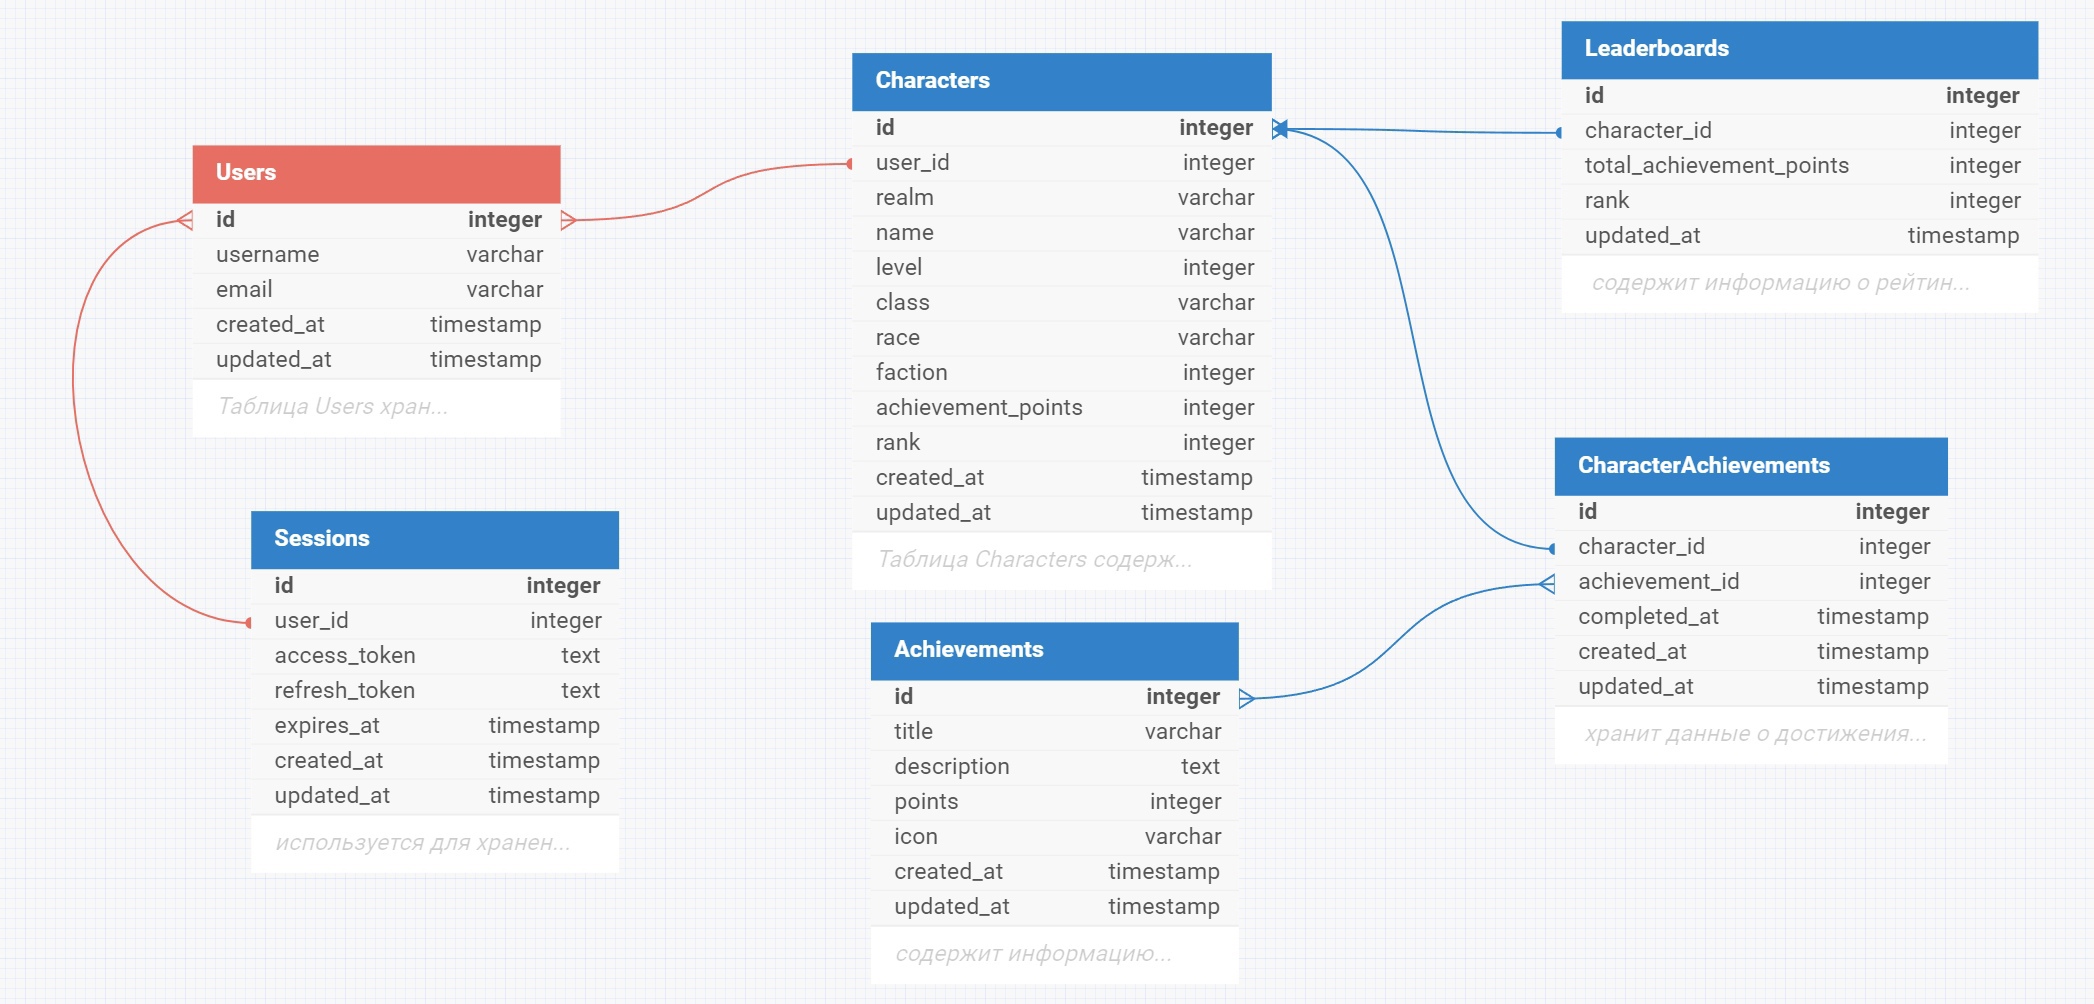 Users
id integer
username varchar
email varchar
created_at timestamp
updated_at timestamp
Таблица Users хран...
Sessions
id integer
user_id integer
access_token text
refresh_token text
expires_at timestamp
created_at timestamp
updated_at timestamp
используется для хранен...
Characters
id integer
user_id integer
realm varchar
name varchar
level integer
class varchar
race varchar
faction integer
achievement_points integer
rank integer
created_at timestamp
updated_at timestamp
Таблица Characters содерж...
Achievements
id integer
title varchar
description text
points integer
icon varchar
created_at timestamp
updated_at timestamp
содержит информацию...
Leaderboards
id integer
character_id integer
total_achievement_points integer
rank integer
updated_at timestamp
содержит информацию о рейтин...
CharacterAchievements
id integer
character_id integer
achievement_id integer
completed_at timestamp
created_at timestamp
updated_at timestamp
хранит данные о достижения...